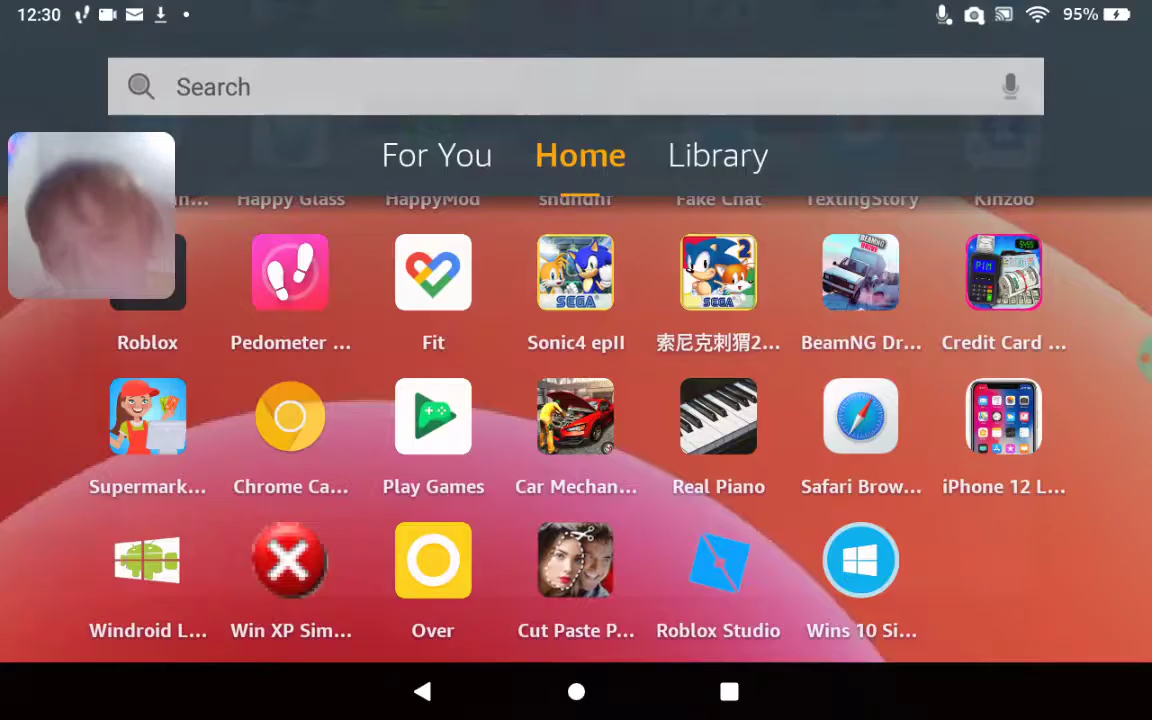 12:30 95%
Search
For You Home Library
Happy Glass HappyMod Fake Chat TextingStory Kinzoo
Roblox Pedometer ... Fit Sonic4 epII 索尼克刺猬2... BeamNG Dr... Credit Card ...
Supermark... Chrome Ca... Play Games Car Mechan... Real Piano Safari Brow... iPhone 12 L...
Windroid L... Win XP Sim... Over Cut Paste P... Roblox Studio Wins 10 Si...